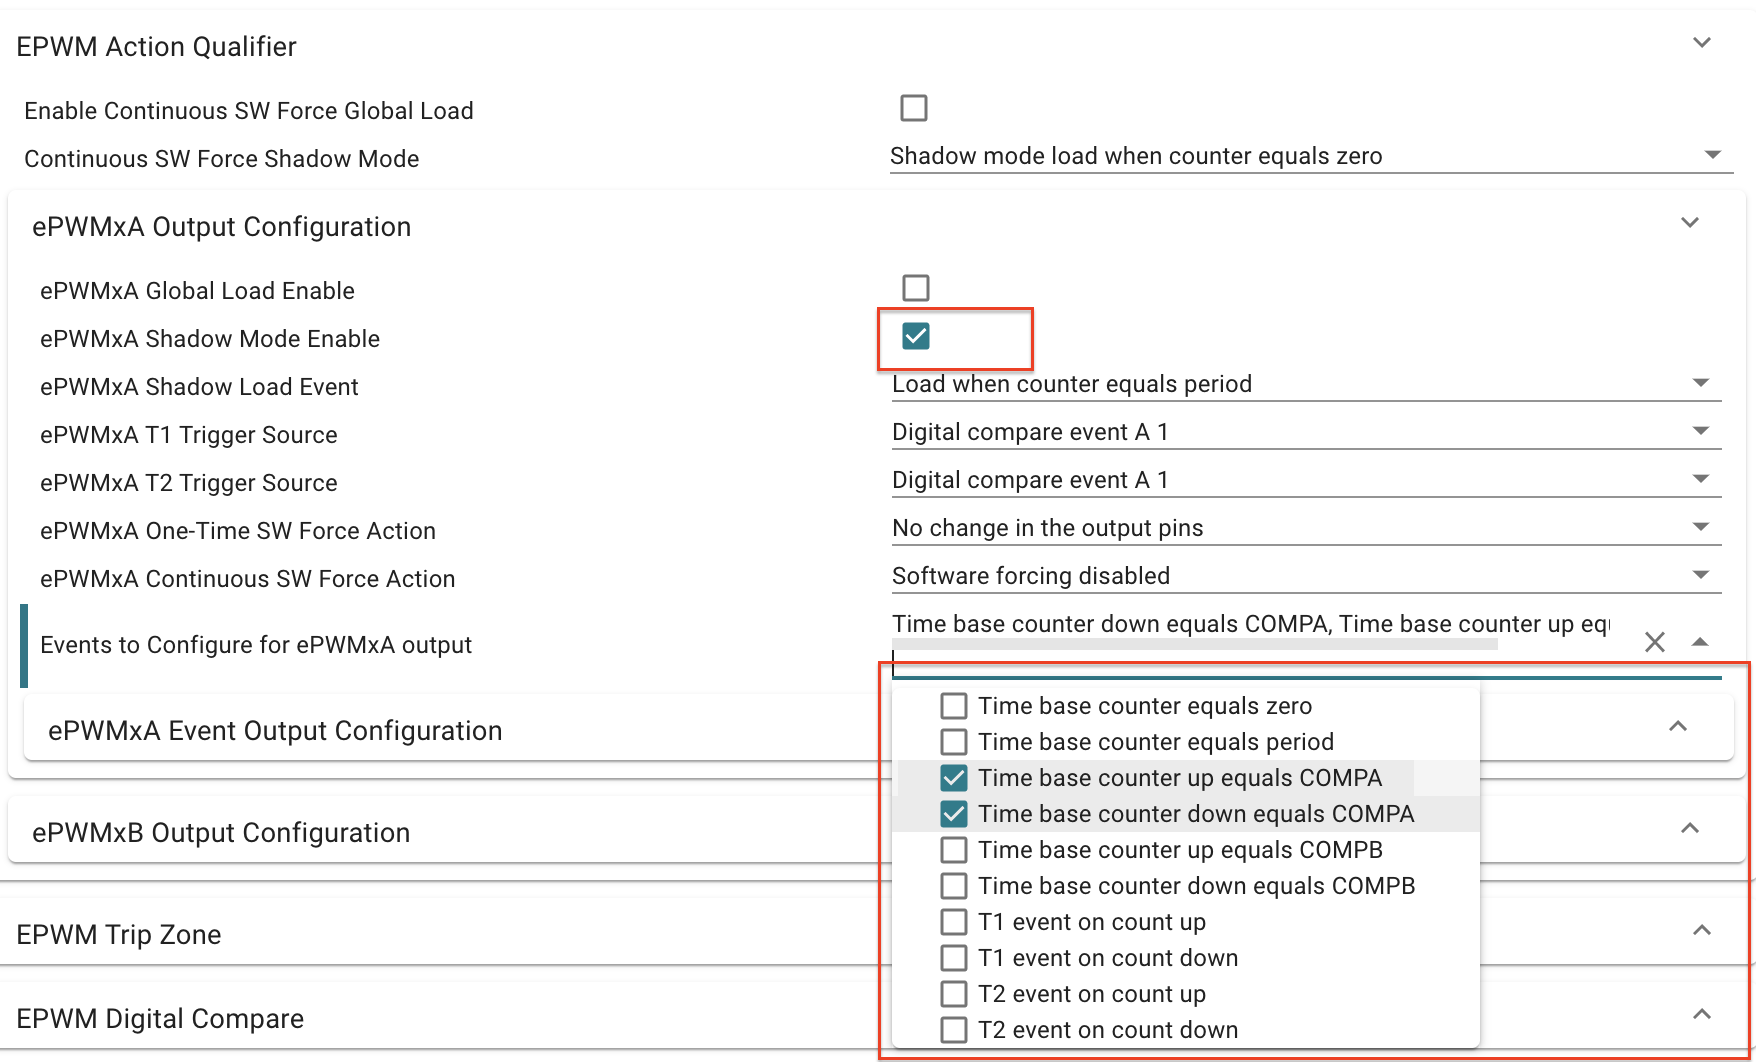 EPWM Action Qualifier
Enable Continuous SW Force Global Load
Continuous SW Force Shadow Mode
Shadow mode load when counter equals zero
ePWMxA Output Configuration
ePWMxA Global Load Enable
ePWMxA Shadow Mode Enable
ePWMxA Shadow Load Event
Load when counter equals period
ePWMxA T1 Trigger Source
Digital compare event A 1
ePWMxA T2 Trigger Source
Digital compare event A 1
ePWMxA One-Time SW Force Action
No change in the output pins
ePWMxA Continuous SW Force Action
Software forcing disabled
Events to Configure for ePWMxA output
Time base counter down equals COMPA, Time base counter up equ
ePWMxA Event Output Configuration
Time base counter equals zero
Time base counter equals period
Time base counter up equals COMPA
Time base counter down equals COMPA
Time base counter up equals COMPB
Time base counter down equals COMPB
T1 event on count up
T1 event on count down
T2 event on count up
T2 event on count down
ePWMxB Output Configuration
EPWM Trip Zone
EPWM Digital Compare